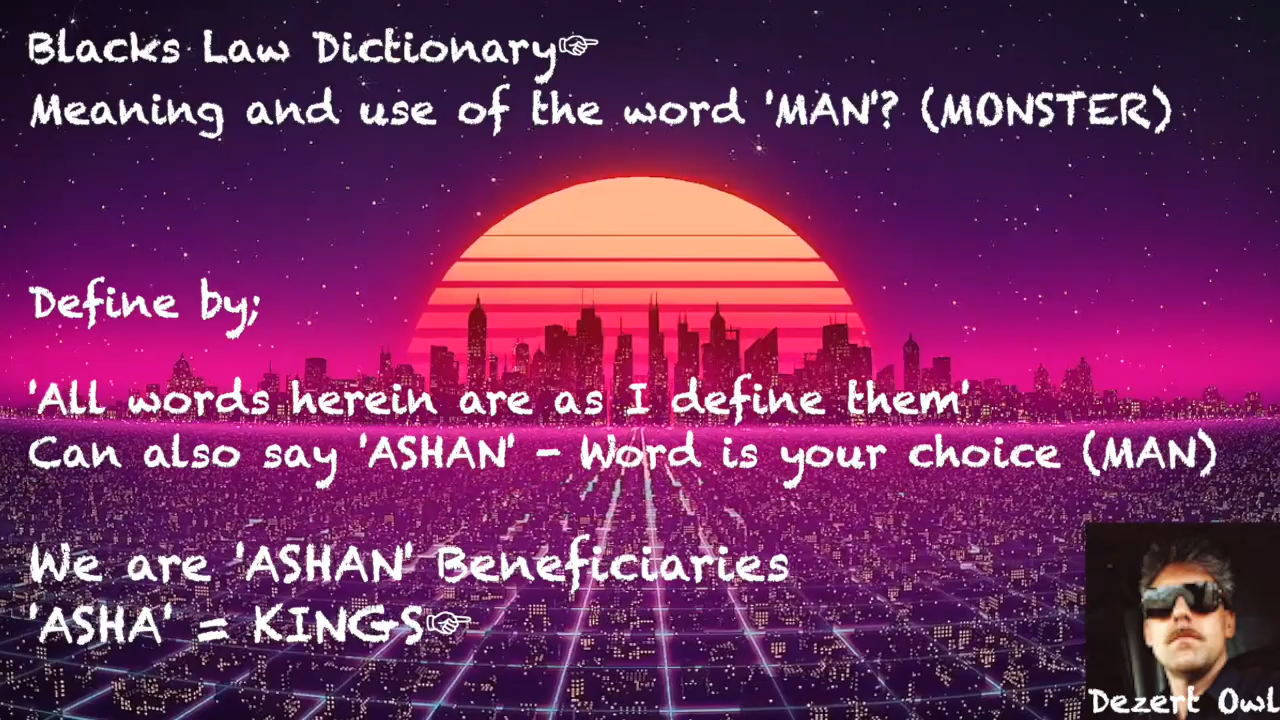 Blacks Law Dictionary☞
Meaning and use of the word 'MAN'? (MONSTER)
Define by;
'All words herein are as I define them'
Can also say 'ASHAN' - Word is your choice (MAN)
We are 'ASHAN' Beneficiaries
'ASHA' = KINGS☞
Dezert Owl